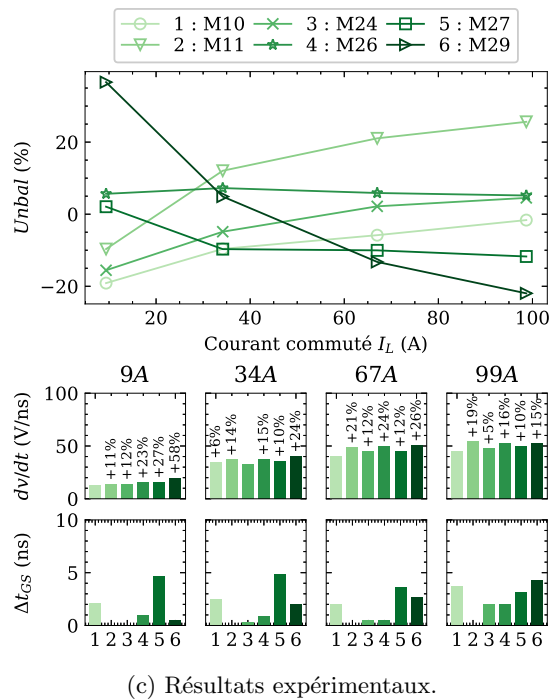 1 : M10 3 : M24 5 : M27
2 : M11 4 : M26 6 : M29
Unbal (%)
20
0
−20
20 40 60 80 100
Courant commuté I_L (A)
9A 34A 67A 99A
dv/dt (V/ns)
100
50
0
+11% +12% +23% +27% +58%
+6% +14% +15% +10% +24%
+21% +12% +24% +12% +26%
+19% +5% +16% +10% +15%
Δt_GS (ns)
10
5
0
1 2 3 4 5 6 1 2 3 4 5 6 1 2 3 4 5 6 1 2 3 4 5 6
(c) Résultats expérimentaux.